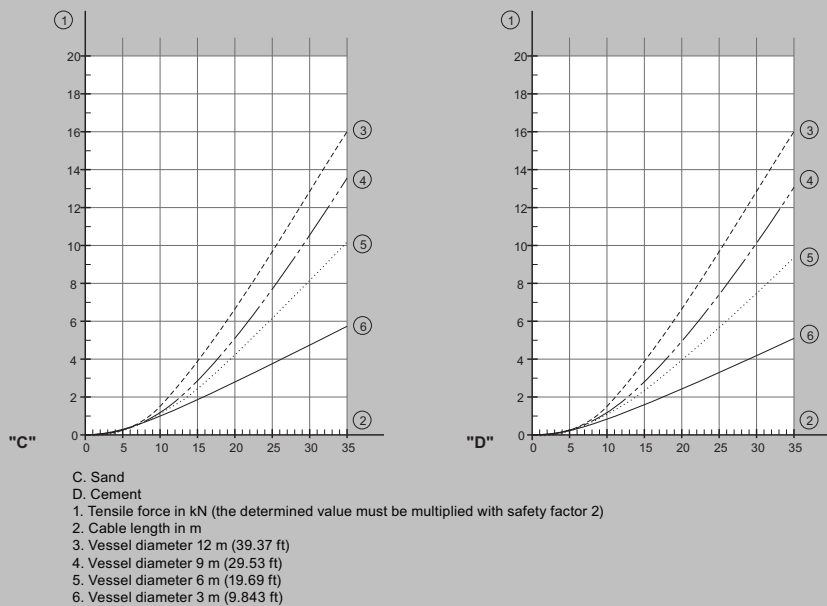 1
1
20
18
16
14
12
10
8
6
4
2
0
3
4
5
6
2
0 5 10 15 20 25 30 35
"C"
20
18
16
14
12
10
8
6
4
2
0
3
4
5
6
2
0 5 10 15 20 25 30 35
"D"
C. Sand
D. Cement
1. Tensile force in kN (the determined value must be multiplied with safety factor 2)
2. Cable length in m
3. Vessel diameter 12 m (39.37 ft)
4. Vessel diameter 9 m (29.53 ft)
5. Vessel diameter 6 m (19.69 ft)
6. Vessel diameter 3 m (9.843 ft)